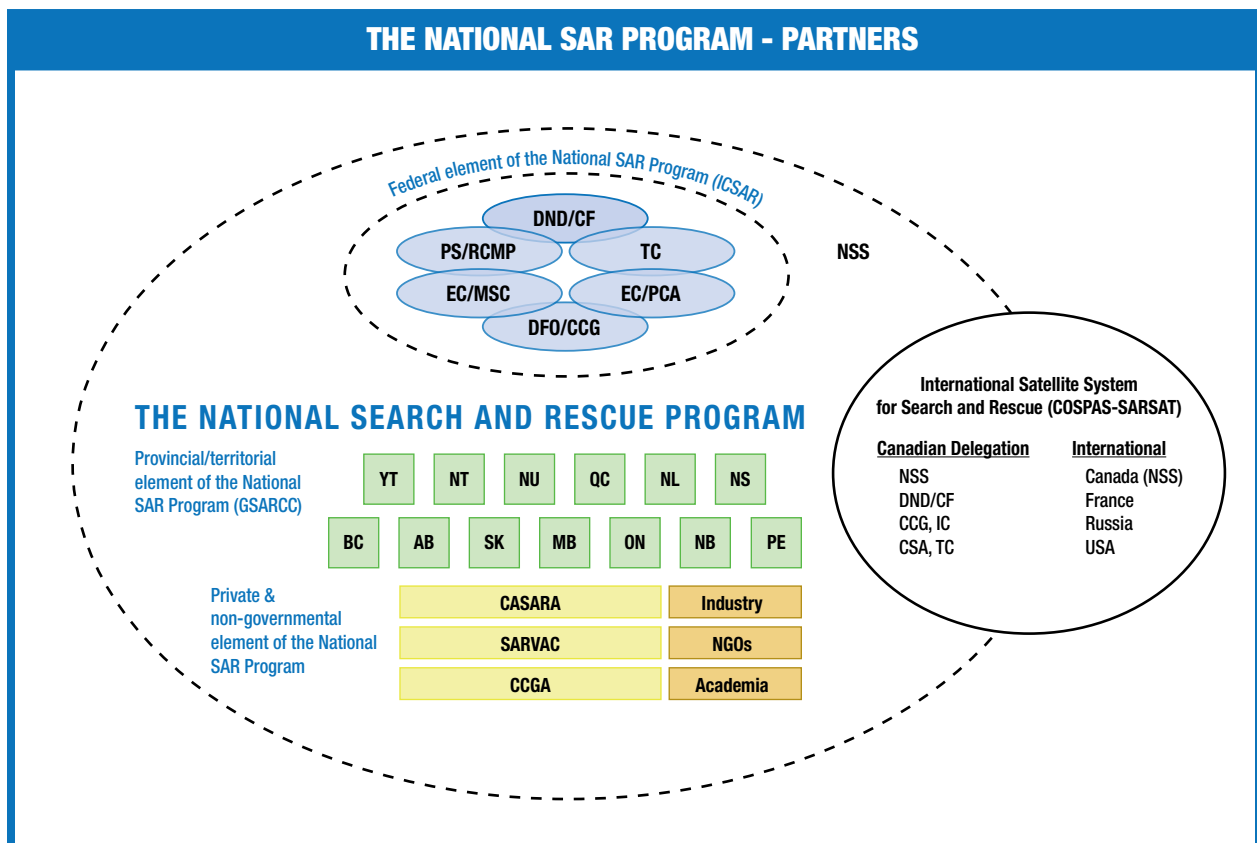 THE NATIONAL SAR PROGRAM - PARTNERS
Federal element of the National SAR Program (ICSAR)
DND/CF
PS/RCMP
TC
EC/MSC
EC/PCA
DFO/CCG
NSS
THE NATIONAL SEARCH AND RESCUE PROGRAM
Provincial/territorial
element of the National
SAR Program (GSARCC)
YT
NT
NU
QC
NL
NS
BC
AB
SK
MB
ON
NB
PE
Private &
non-governmental
element of the National
SAR Program
CASARA
Industry
SARVAC
NGOs
CCGA
Academia
International Satellite System
for Search and Rescue (COSPAS-SARSAT)
Canadian Delegation
NSS
DND/CF
CCG, IC
CSA, TC
International
Canada (NSS)
France
Russia
USA